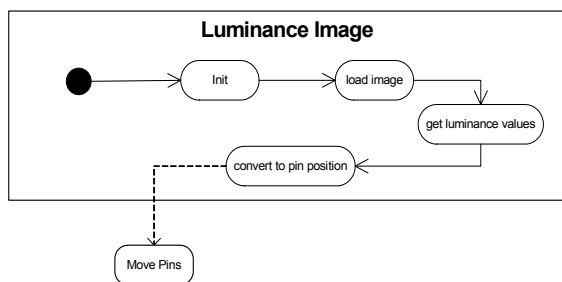 Luminance Image
Init
load image
get luminance values
convert to pin position
Move Pins